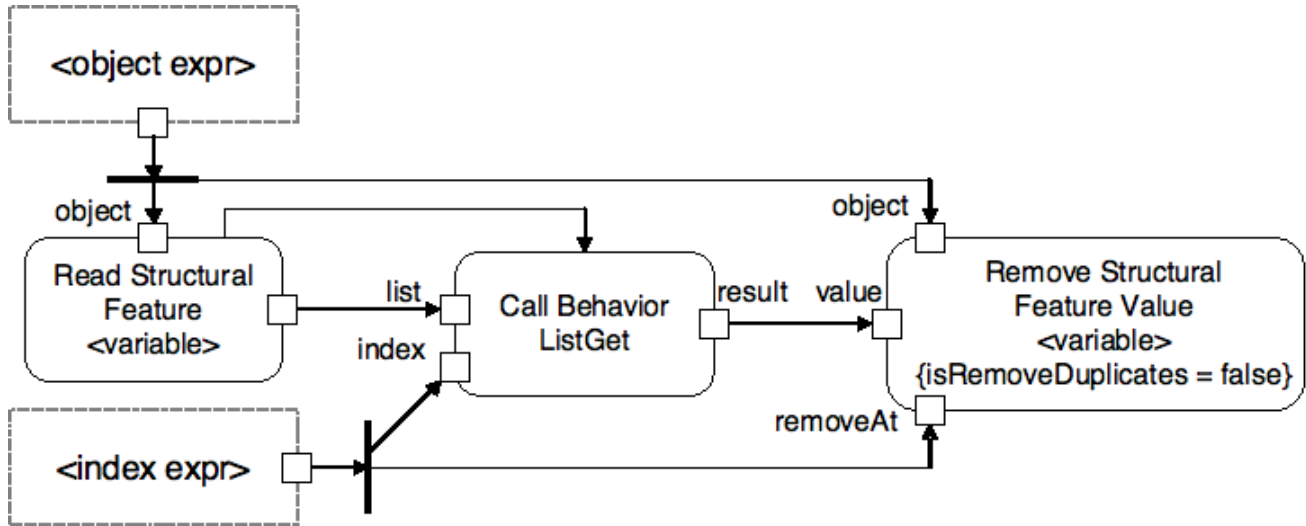 <object expr>
object
object
Read Structural
Feature
<variable>
list
index
Call Behavior
ListGet
result
value
Remove Structural
Feature Value
<variable>
{isRemoveDuplicates = false}
removeAt
<index expr>